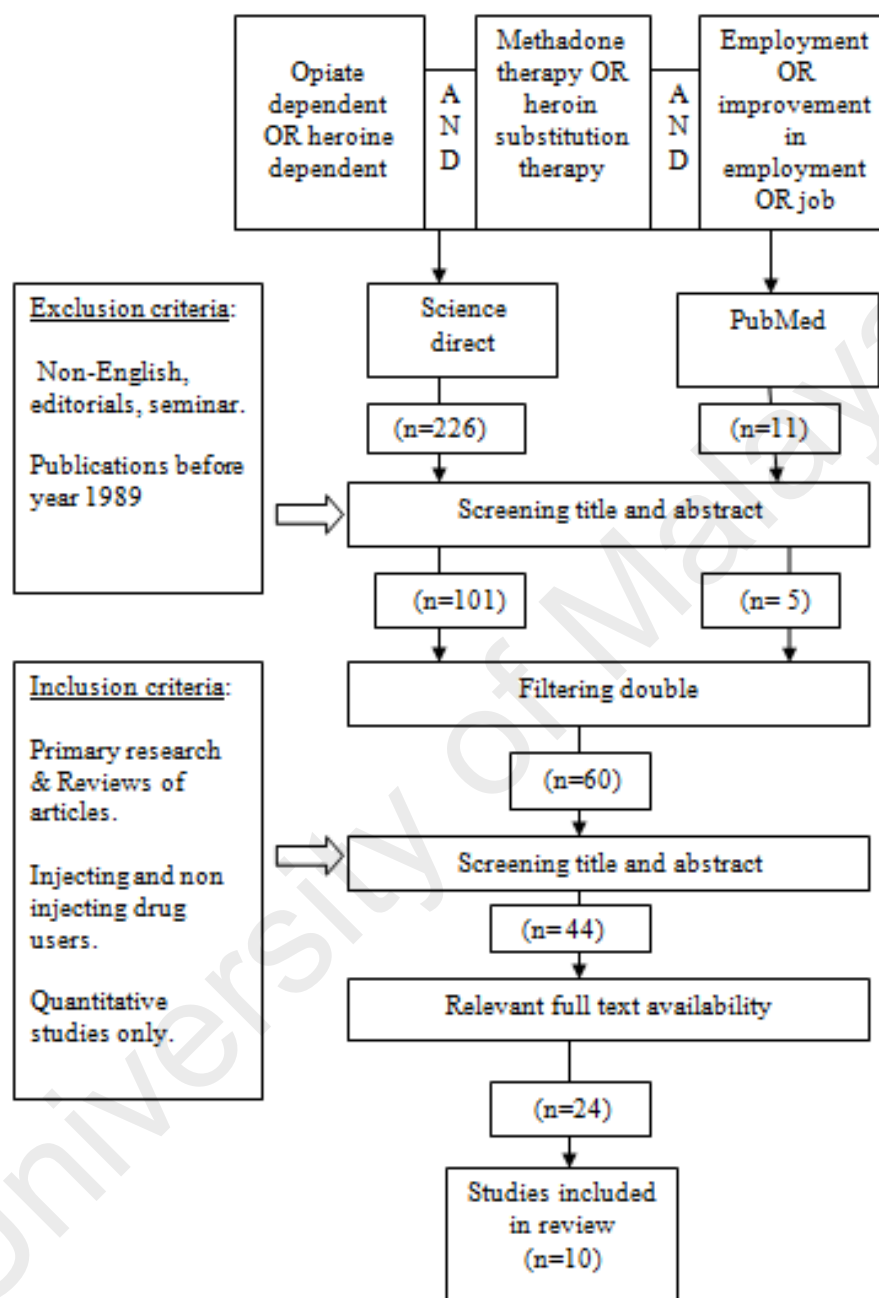 Opiate
dependent
OR heroine
dependent
A
N
D
Methadone
therapy OR
heroin
substitution
therapy
A
N
D
Employment
OR
improvement
in
employment
OR job
Exclusion criteria:
Non-English,
editorials, seminar.
Publications before
year 1989
Science
direct
PubMed
(n=226)
(n=11)
Screening title and abstract
(n=101)
(n= 5)
Inclusion criteria:
Primary research
& Reviews of
articles.
Injecting and non
injecting drug
users.
Quantitative
studies only.
Filtering double
(n=60)
Screening title and abstract
(n=44)
Relevant full text availability
(n=24)
Studies included
in review
(n=10)
University of Malaya